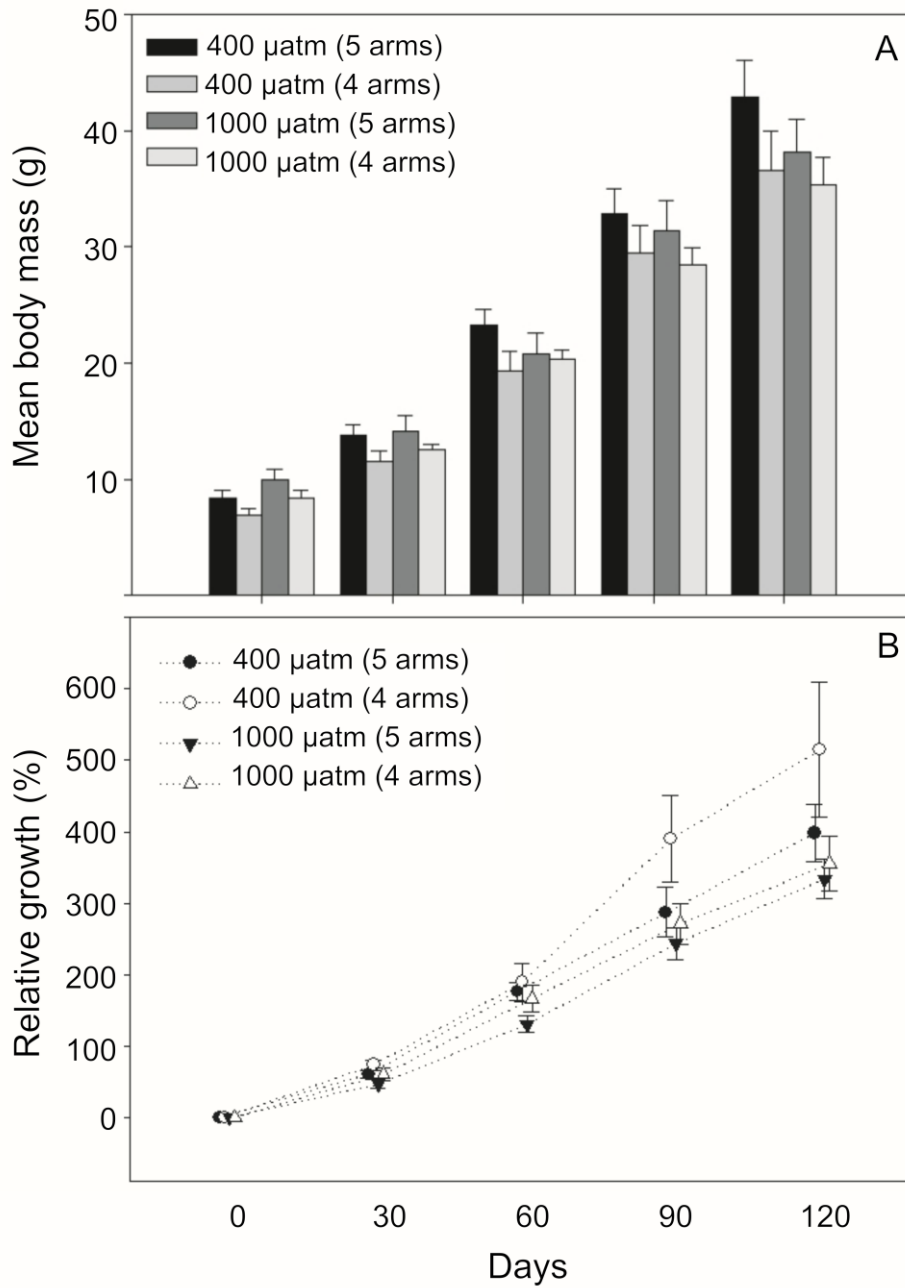 50
A
400 µatm (5 arms)
400 µatm (4 arms)
1000 µatm (5 arms)
1000 µatm (4 arms)
40
30
20
10
Mean body mass (g)
B
400 µatm (5 arms)
400 µatm (4 arms)
1000 µatm (5 arms)
1000 µatm (4 arms)
600
500
400
300
200
100
0
Relative growth (%)
0 30 60 90 120
Days